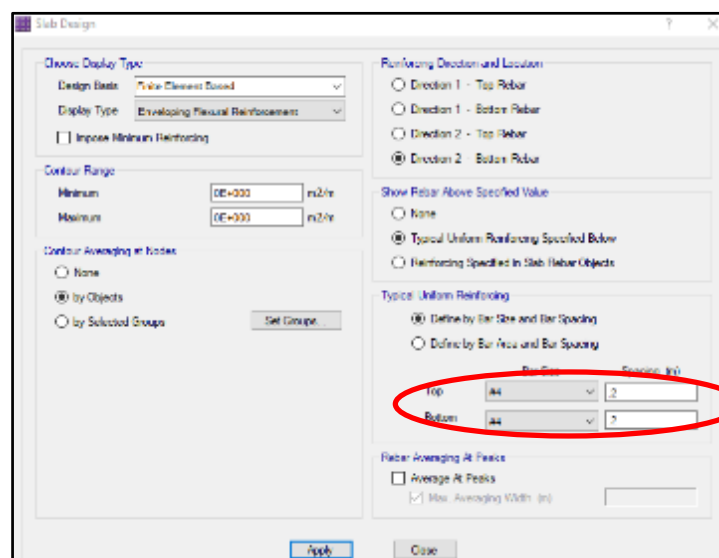 Slab Design
? X
Choose Display Type
Design Basis Finite Element Based
Display Type Enveloping Flexural Reinforcement
Impose Minimum Reinforcing
Contour Range
Minimum 0E+000 m2/m
Maximum 0E+000 m2/m
Contour Averaging at Nodes
None
by Objects
by Selected Groups Set Groups...
Reinforcing Direction and Location
Direction 1 - Top Rebar
Direction 1 - Bottom Rebar
Direction 2 - Top Rebar
Direction 2 - Bottom Rebar
Show Rebar Above Specified Value
None
Typical Uniform Reinforcing Specified Below
Reinforcing Specified in Slab Rebar Objects
Typical Uniform Reinforcing
Define by Bar Size and Bar Spacing
Define by Bar Area and Bar Spacing
Bar Size Spacing (m)
Top #4 .2
Bottom #4 .2
Rebar Averaging At Peaks
Average At Peaks
Max. Averaging Width (m)
Apply Close